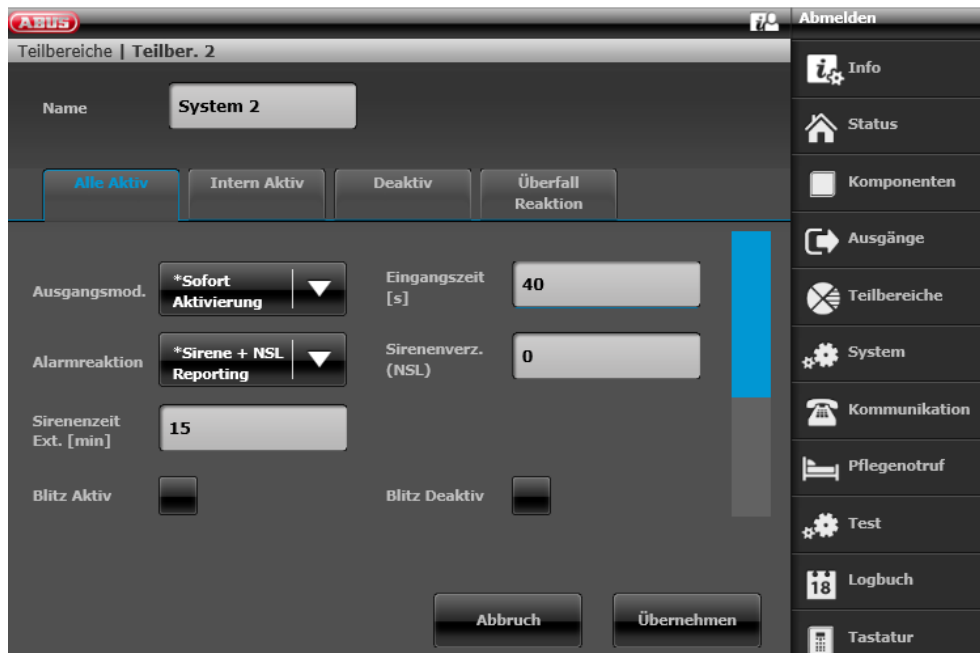 ABUS
Teilbereiche | Teilber. 2
Name
System 2
Alle Aktiv
Intern Aktiv
Deaktiv
Überfall
Reaktion
Ausgangsmod.
*Sofort
Aktivierung
Eingangszeit
[s]
40
Alarmreaktion
*Sirene + NSL
Reporting
Sirenenverz.
(NSL)
0
Sirenenzeit
Ext. [min]
15
Blitz Aktiv
Blitz Deaktiv
Abbruch
Übernehmen
Abmelden
Info
Status
Komponenten
Ausgänge
Teilbereiche
System
Kommunikation
Pflegenotruf
Test
18
Logbuch
Tastatur